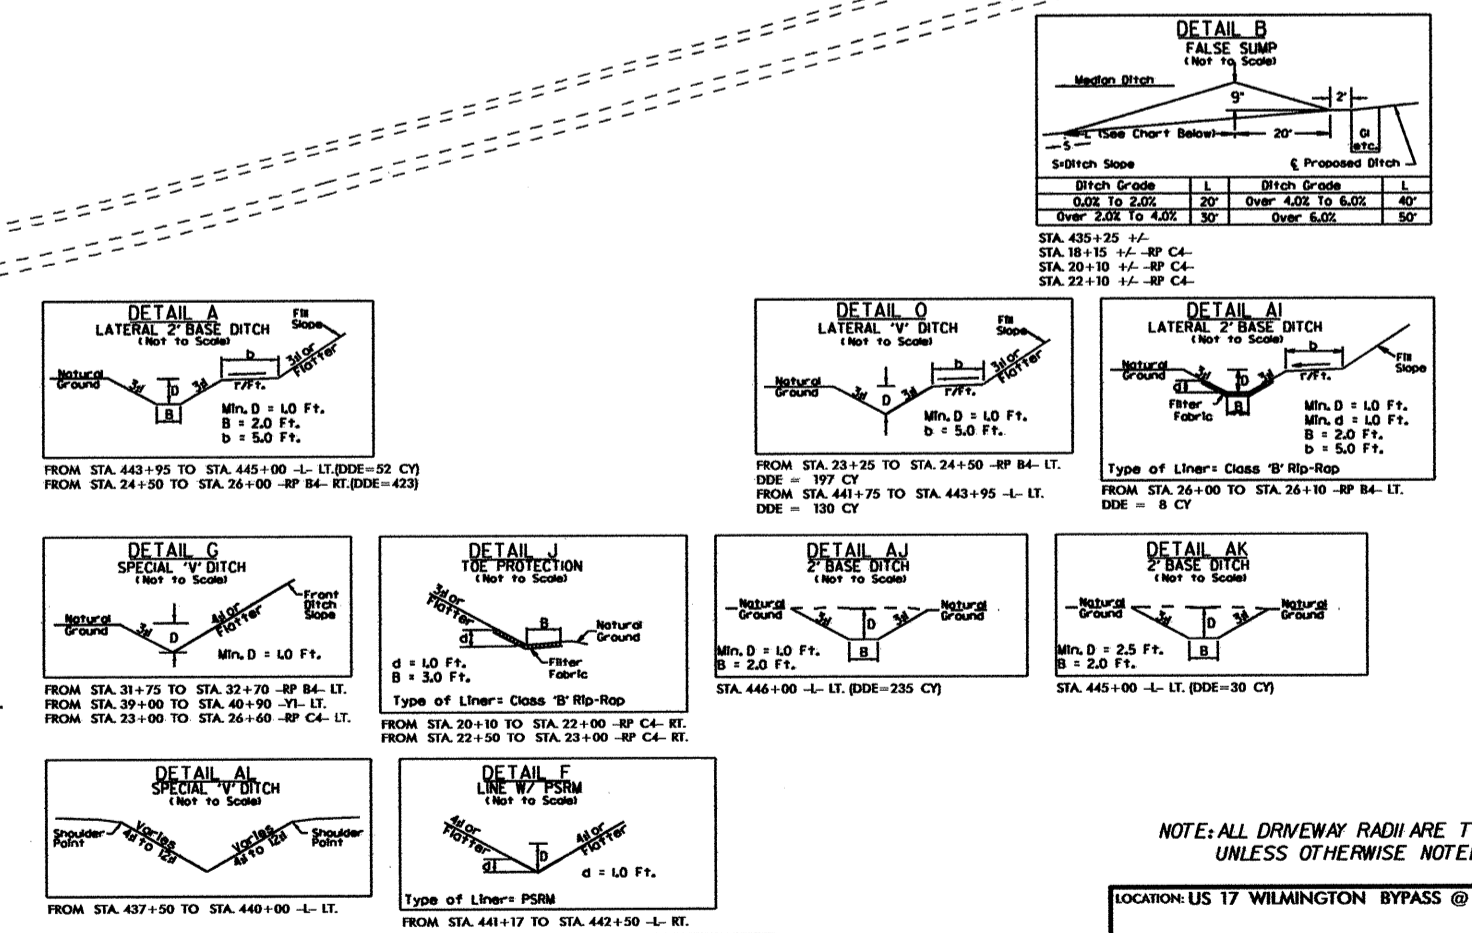 DETAIL B
FALSE SUMP
(Not to Scale)
Median Ditch
9"
2'
L (See Chart Below)
20'
GI
etc.
S
S=Ditch Slope
℄ Proposed Ditch
Ditch Grade L Ditch Grade L
0.0% To 2.0% 20' Over 4.0% To 6.0% 40'
Over 2.0% To 4.0% 30' Over 6.0% 50'
STA. 435+25 +/-
STA. 18+15 +/- -RP C4-
STA. 20+10 +/- -RP C4-
STA. 22+10 +/- -RP C4-
DETAIL A
LATERAL 2' BASE DITCH
(Not to Scale)
Fill
Slope
b
3:1 or
Flatter
Natural
Ground
3:1
D
3:1
r/Ft.
B
Min. D = 1.0 Ft.
B = 2.0 Ft.
b = 5.0 Ft.
FROM STA. 443+95 TO STA. 445+00 -L- LT.(DDE=52 CY)
FROM STA. 24+50 TO STA. 26+00 -RP B4- RT.(DDE=423)
DETAIL O
LATERAL 'V' DITCH
(Not to Scale)
Fill
Slope
b
3:1 or
Flatter
Natural
Ground
3:1
D
3:1
r/Ft.
Min. D = 1.0 Ft.
b = 5.0 Ft.
FROM STA. 23+25 TO STA. 24+50 -RP B4- LT.
DDE = 197 CY
FROM STA. 441+75 TO STA. 443+95 -L- LT.
DDE = 130 CY
DETAIL AI
LATERAL 2' BASE DITCH
(Not to Scale)
b
Fill
Slope
Natural
Ground
3:1
D
3:1
r/Ft.
d
Filter
Fabric
B
Min. D = 1.0 Ft.
Min. d = 1.0 Ft.
B = 2.0 Ft.
b = 5.0 Ft.
Type of Liner= Class 'B' Rip-Rap
FROM STA. 26+00 TO STA. 26+10 -RP B4- LT.
DDE = 8 CY
DETAIL G
SPECIAL 'V' DITCH
(Not to Scale)
Natural
Ground
3:1
D
4:1 or
Flatter
Front
Ditch
Slope
Min. D = 1.0 Ft.
FROM STA. 31+75 TO STA. 32+70 -RP B4- LT.
FROM STA. 39+00 TO STA. 40+90 -Y1- LT.
FROM STA. 23+00 TO STA. 26+60 -RP C4- LT.
DETAIL J
TOE PROTECTION
(Not to Scale)
3:1 or
Flatter
B
Natural
Ground
d
Filter
Fabric
d = 1.0 Ft.
B = 3.0 Ft.
Type of Liner= Class 'B' Rip-Rap
FROM STA. 20+10 TO STA. 22+00 -RP C4- RT.
FROM STA. 22+50 TO STA. 23+00 -RP C4- RT.
DETAIL AJ
2' BASE DITCH
(Not to Scale)
Natural
Ground
3:1
D
3:1
Natural
Ground
B
Min. D = 1.0 Ft.
B = 2.0 Ft.
STA. 446+00 -L- LT. (DDE=235 CY)
DETAIL AK
2' BASE DITCH
(Not to Scale)
Natural
Ground
3:1
D
3:1
Natural
Ground
B
Min. D = 2.5 Ft.
B = 2.0 Ft.
STA. 445+00 -L- LT. (DDE=30 CY)
DETAIL AL
SPECIAL 'V' DITCH
(Not to Scale)
Shoulder
Point
Varies
4:1 to 12:1
Varies
4:1 to 12:1
Shoulder
Point
FROM STA. 437+50 TO STA. 440+00 -L- LT.
DETAIL F
LINE W/ PSRM
(Not to Scale)
4:1 or
Flatter
d
D
4:1 or
Flatter
d = 1.0 Ft.
Type of Liner= PSRM
FROM STA. 441+17 TO STA. 442+50 -L- RT.
NOTE: ALL DRIVEWAY RADII ARE T
UNLESS OTHERWISE NOTE
LOCATION: US 17 WILMINGTON BYPASS @